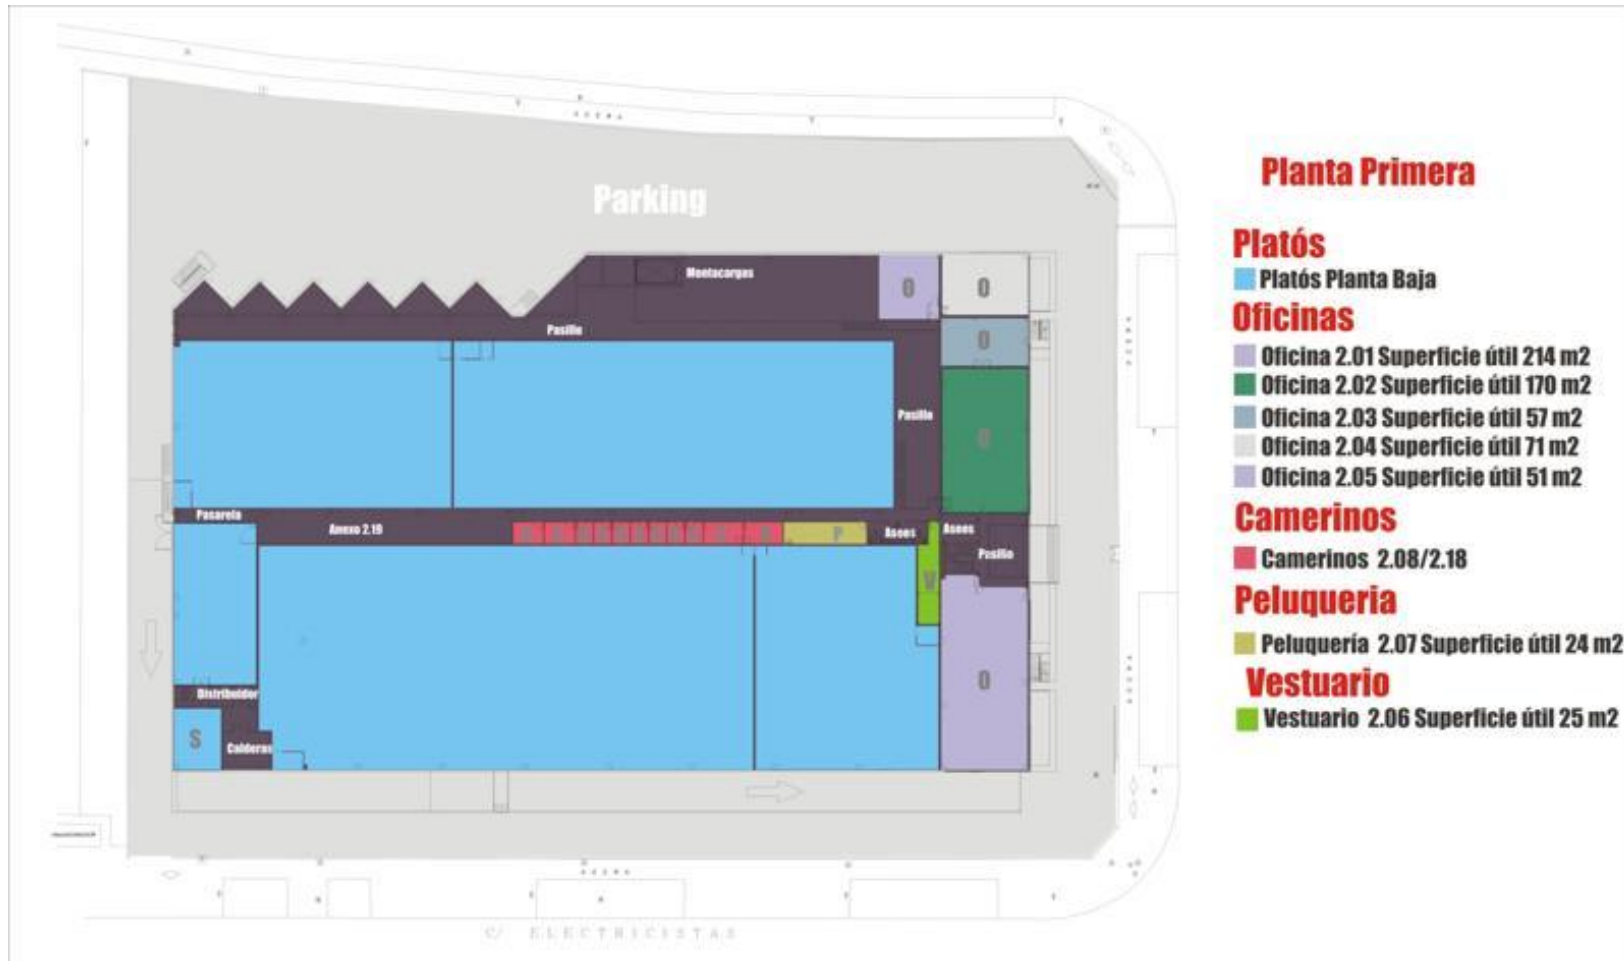 ACERA
Parking
Montacargas
O
O
Pasillo
O
Pasillo
O
Pasarela
Anexo 2.19
P
Aseos
Aseos
Pasillo
V
O
Distribuidor
S
Calderas
ACERA
C/ ELECTRICISTAS
Planta Primera
Platós
Platós Planta Baja
Oficinas
Oficina 2.01 Superficie útil 214 m2
Oficina 2.02 Superficie útil 170 m2
Oficina 2.03 Superficie útil 57 m2
Oficina 2.04 Superficie útil 71 m2
Oficina 2.05 Superficie útil 51 m2
Camerinos
Camerinos 2.08/2.18
Peluqueria
Peluquería 2.07 Superficie útil 24 m2
Vestuario
Vestuario 2.06 Superficie útil 25 m2